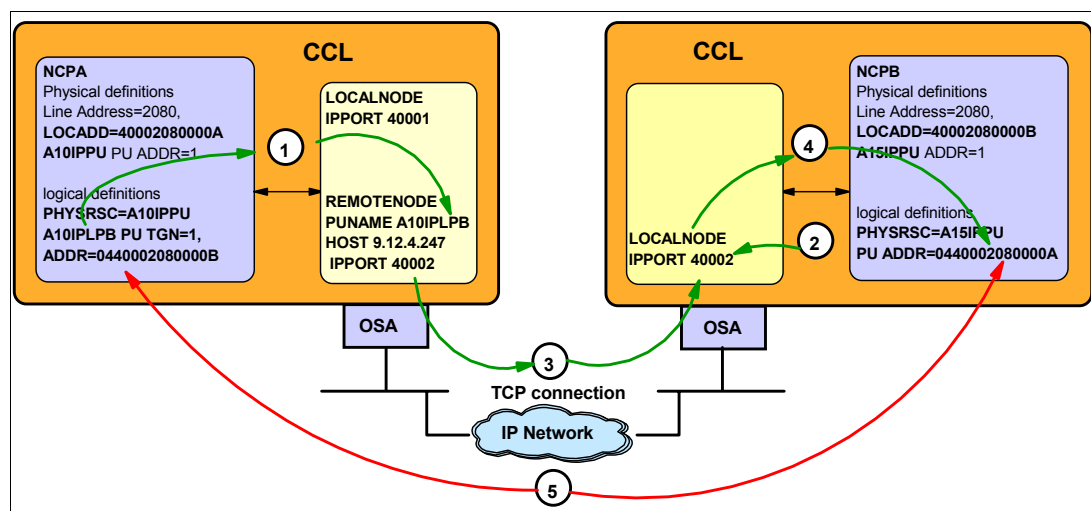 CCL
NCPA
Physical definitions
Line Address=2080,
LOCADD=40002080000A
A10IPPU PU ADDR=1
logical definitions
PHYSRSC=A10IPPU
A10IPLPB PU TGN=1,
ADDR=0440002080000B
LOCALNODE
IPPORT 40001
REMOTENODE
PUNAME A10IPLPB
HOST 9.12.4.247
IPPORT 40002
1
OSA
CCL
LOCALNODE
IPPORT 40002
NCPB
Physical definitions
Line Address=2080,
LOCADD=40002080000B
A15IPPU ADDR=1
logical definitions
PHYSRSC=A15IPPU
PU ADDR=0440002080000A
4
2
OSA
3
TCP connection
IP Network
5